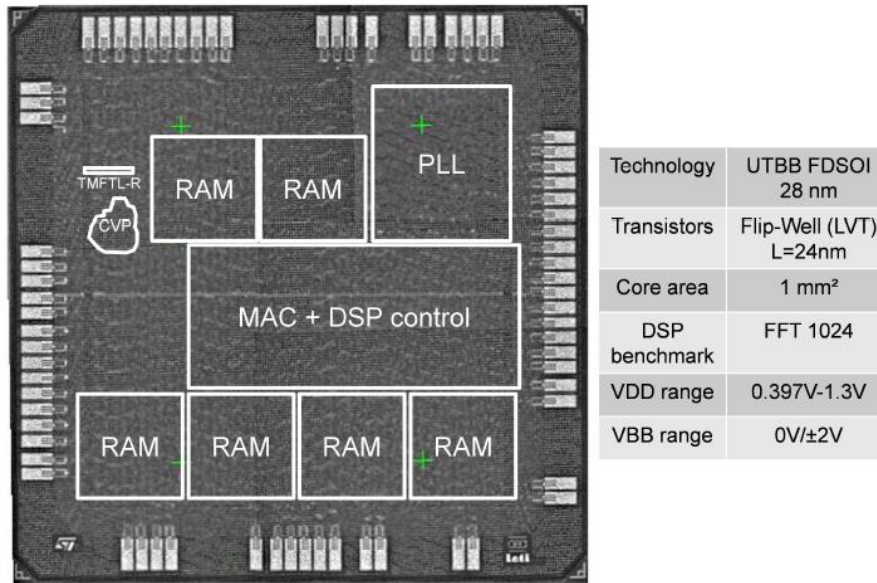 PLL
RAM
RAM
TMFTL-R
CVP
MAC + DSP control
RAM
RAM
RAM
RAM
ST
leti
Technology
UTBB FDSOI
28 nm
Transistors
Flip-Well (LVT)
L=24nm
Core area
1 mm²
DSP
benchmark
FFT 1024
VDD range
0.397V-1.3V
VBB range
0V/±2V